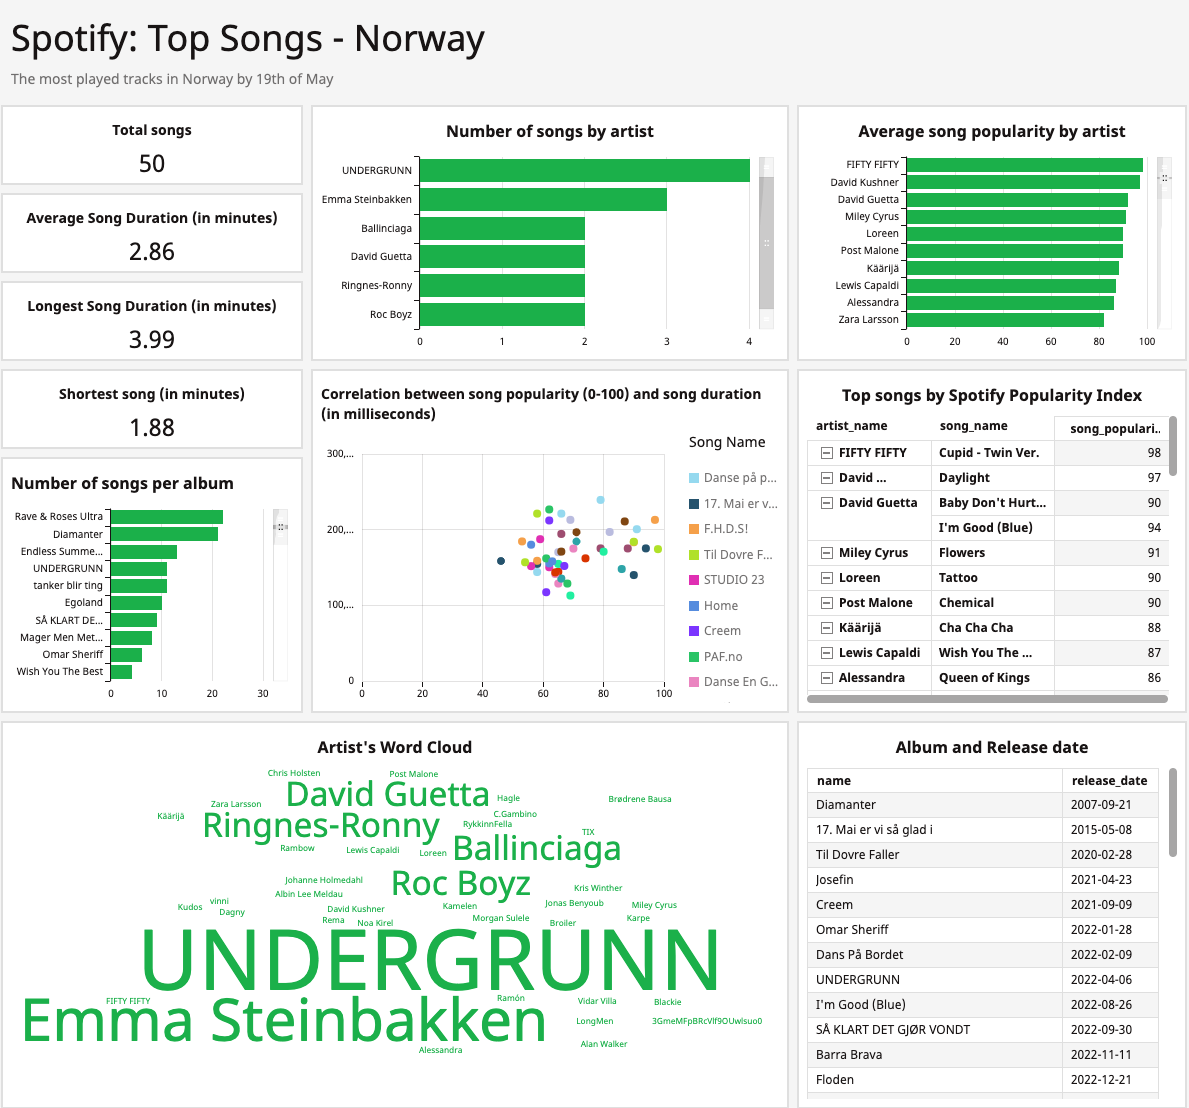 Spotify: Top Songs - Norway
The most played tracks in Norway by 19th of May
Total songs
50
Average Song Duration (in minutes)
2.86
Longest Song Duration (in minutes)
3.99
Shortest song (in minutes)
1.88
Number of songs by artist
UNDERGRUNN
Emma Steinbakken
Ballinciaga
David Guetta
Ringnes-Ronny
Roc Boyz
0 1 2 3 4
Average song popularity by artist
FIFTY FIFTY
David Kushner
David Guetta
Miley Cyrus
Loreen
Post Malone
Käärijä
Lewis Capaldi
Alessandra
Zara Larsson
0 20 40 60 80 100
Number of songs per album
Rave & Roses Ultra
Diamanter
Endless Summe...
UNDERGRUNN
tanker blir ting
Egoland
SÅ KLART DE...
Mager Men Met...
Omar Sheriff
Wish You The Best
0 10 20 30
Correlation between song popularity (0-100) and song duration
(in milliseconds)
300,...
200,...
100,...
0
0 20 40 60 80 100
Song Name
Danse på p...
17. Mai er v...
F.H.D.S!
Til Dovre F...
STUDIO 23
Home
Creem
PAF.no
Danse En G...
Top songs by Spotify Popularity Index
artist_name song_name song_populari..
FIFTY FIFTY Cupid - Twin Ver. 98
David ... Daylight 97
David Guetta Baby Don't Hurt... 90
I'm Good (Blue) 94
Miley Cyrus Flowers 91
Loreen Tattoo 90
Post Malone Chemical 90
Käärijä Cha Cha Cha 88
Lewis Capaldi Wish You The ... 87
Alessandra Queen of Kings 86
Artist's Word Cloud
Chris Holsten Post Malone
David Guetta Hagle
Zara Larsson Brødrene Bausa
Käärijä C.Gambino
Ringnes-Ronny RykkinnFella
TIX
Rambow Lewis Capaldi Loreen Ballinciaga
Johanne Holmedahl Roc Boyz Kris Winther
Albin Lee Meldau
vinni Jonas Benyoub Miley Cyrus
Kudos Dagny David Kushner Kamelen
Rema Noa Kirel Morgan Sulele Broiler Karpe
UNDERGRUNN
FIFTY FIFTY Ramón Vidar Villa Blackie
Emma Steinbakken LongMen 3GmeMFpBRcVlf9OUwlsuo0
Alessandra Alan Walker
Album and Release date
name release_date
Diamanter 2007-09-21
17. Mai er vi så glad i 2015-05-08
Til Dovre Faller 2020-02-28
Josefin 2021-04-23
Creem 2021-09-09
Omar Sheriff 2022-01-28
Dans På Bordet 2022-02-09
UNDERGRUNN 2022-04-06
I'm Good (Blue) 2022-08-26
SÅ KLART DET GJØR VONDT 2022-09-30
Barra Brava 2022-11-11
Floden 2022-12-21